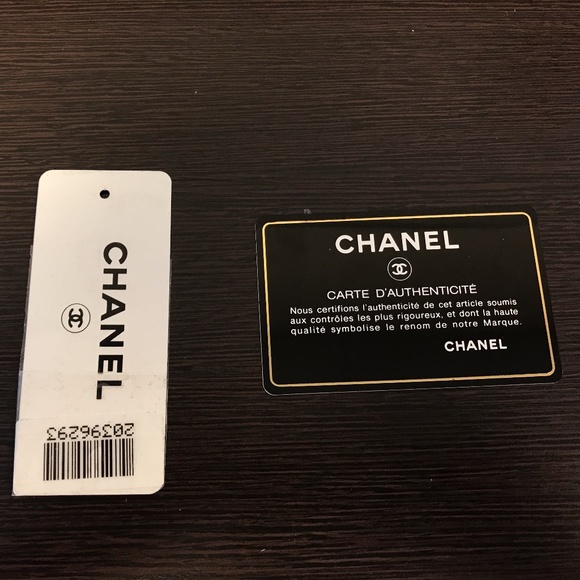 CHANEL
20396293
CHANEL
CARTE D'AUTHENTICITÉ
Nous certifions l'authenticité de cet article soumis
aux contrôles les plus rigoureux, et dont la haute
qualité symbolise le renom de notre Marque.
CHANEL